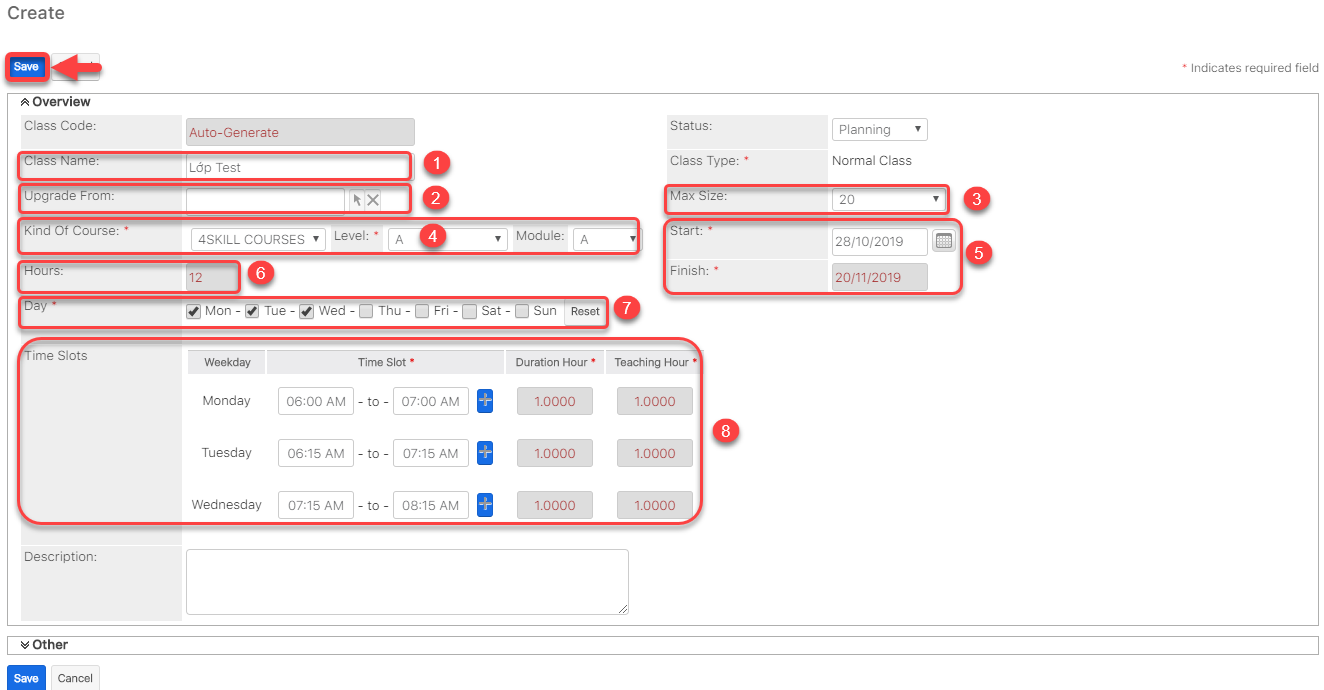 Create
Save
* Indicates required field
Overview
Class Code: Auto-Generate Status: Planning
Class Name: Lớp Test 1 Class Type: * Normal Class
Upgrade From: 2 Max Size: 20 3
Kind Of Course: * 4SKILL COURSES Level: * A 4 Module: A Start: * 28/10/2019
5
Hours: 12 6 Finish: * 20/11/2019
Day * Mon - Tue - Wed - Thu - Fri - Sat - Sun Reset 7
Time Slots
Weekday Time Slot * Duration Hour * Teaching Hour *
Monday 06:00 AM - to - 07:00 AM 1.0000 1.0000
8
Tuesday 06:15 AM - to - 07:15 AM 1.0000 1.0000
Wednesday 07:15 AM - to - 08:15 AM 1.0000 1.0000
Description:
Other
Save Cancel